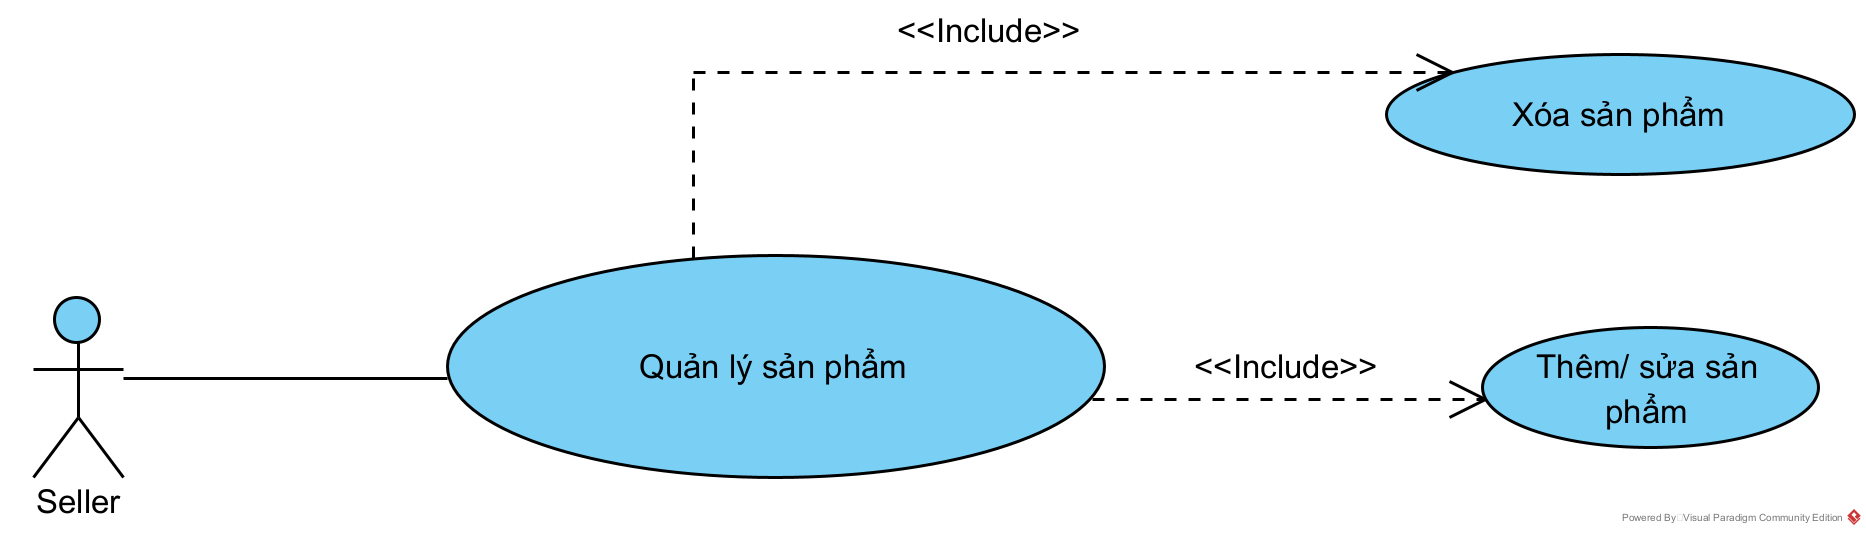 <<Include>>
Xóa sản phẩm
Quản lý sản phẩm
<<Include>>
Thêm/ sửa sản
phẩm
Seller
Powered By Visual Paradigm Community Edition